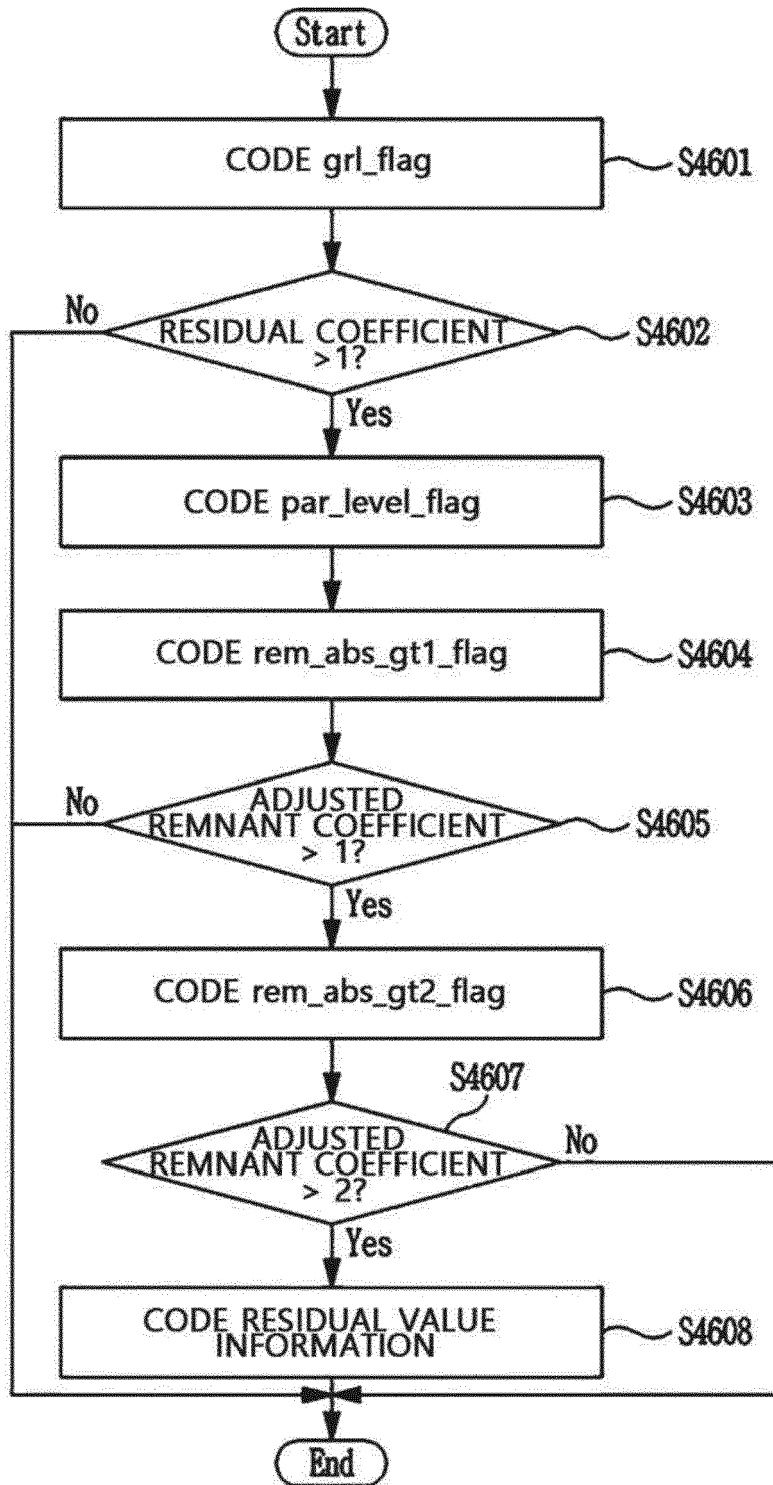 Start
CODE grl_flag
S4601
No
RESIDUAL COEFFICIENT
>1?
S4602
Yes
CODE par_level_flag
S4603
CODE rem_abs_gt1_flag
S4604
No
ADJUSTED
REMNANT COEFFICIENT
> 1?
S4605
Yes
CODE rem_abs_gt2_flag
S4606
S4607
ADJUSTED
REMNANT COEFFICIENT
> 2?
No
Yes
CODE RESIDUAL VALUE
INFORMATION
S4608
End